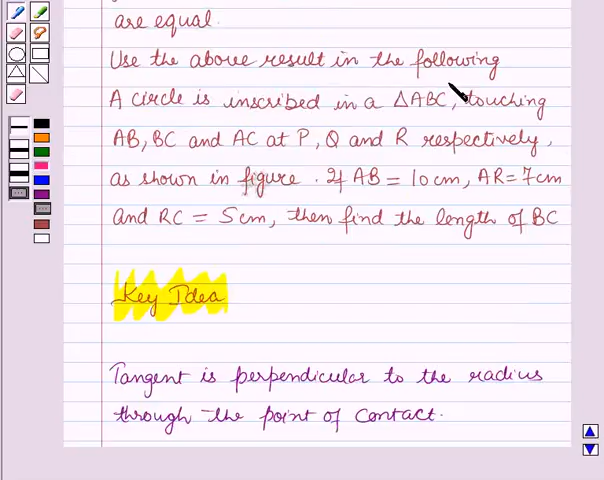 are equal.
Use the above result in the following
A circle is inscribed in a △ABC, touching
AB, BC and AC at P, Q and R respectively,
as shown in figure. If AB = 10 cm, AR = 7 cm
and RC = 5 cm, then find the length of BC
Key Idea
Tangent is perpendicular to the radius
through the point of contact.